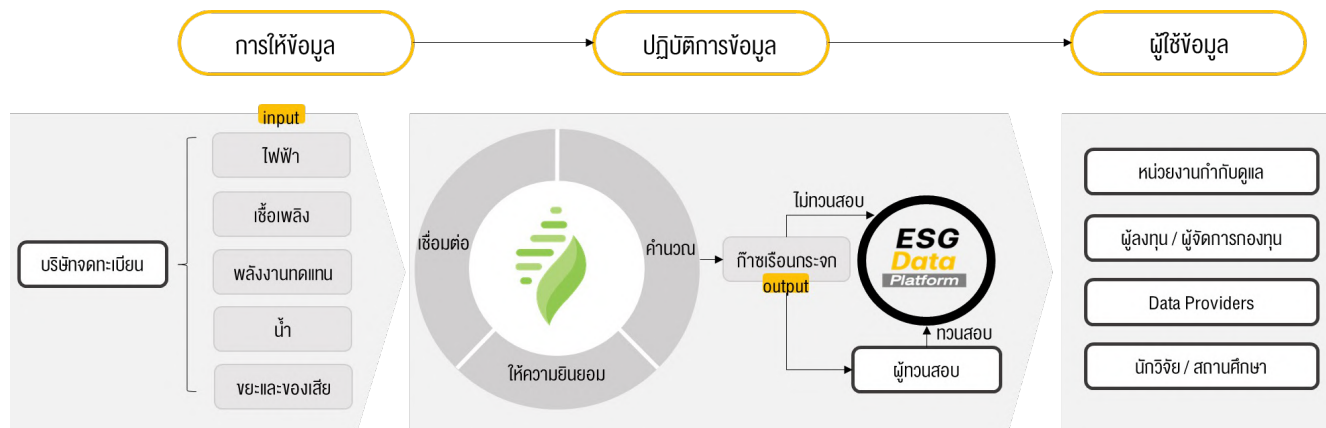 การให้ข้อมูล
ปฏิบัติการข้อมูล
ผู้ใช้ข้อมูล
input
บริษัทจดทะเบียน
ไฟฟ้า
เชื้อเพลิง
พลังงานทดแทน
น้ำ
ขยะและของเสีย
เชื่อมต่อ
คำนวณ
ให้ความยินยอม
ก๊าซเรือนกระจก
output
ไม่ทวนสอบ
ESG
Data
Platform
ทวนสอบ
ผู้ทวนสอบ
หน่วยงานกำกับดูแล
ผู้ลงทุน / ผู้จัดการกองทุน
Data Providers
นักวิจัย / สถานศึกษา